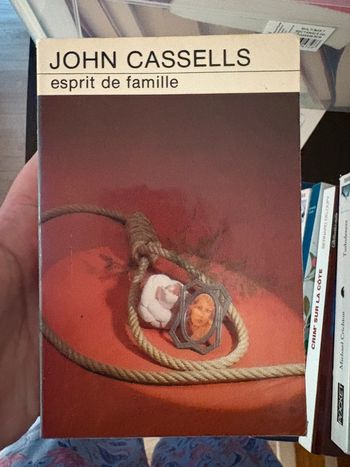 JOHN CASSELLS
esprit de famille
CRIM' SUR LA CÔTE
Michael Crichton
POCKET